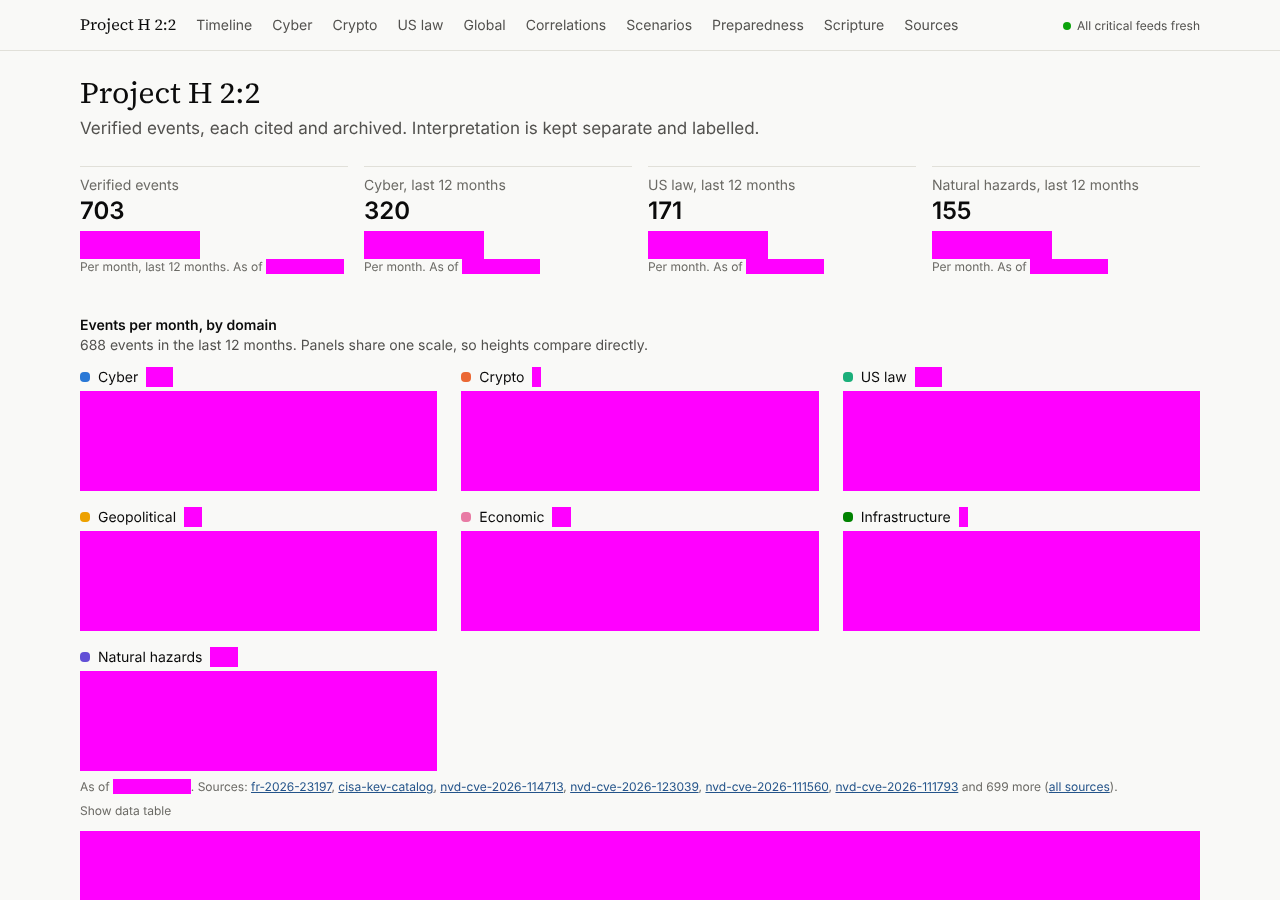 Project H 2:2 Timeline Cyber Crypto US law Global Correlations Scenarios Preparedness Scripture Sources All critical feeds fresh
Project H 2:2
Verified events, each cited and archived. Interpretation is kept separate and labelled.
Verified events
703
Per month, last 12 months. As of
Cyber, last 12 months
320
Per month. As of
US law, last 12 months
171
Per month. As of
Natural hazards, last 12 months
155
Per month. As of
Events per month, by domain
688 events in the last 12 months. Panels share one scale, so heights compare directly.
Cyber
Crypto
US law
Geopolitical
Economic
Infrastructure
Natural hazards
As of . Sources: fr-2026-23197, cisa-kev-catalog, nvd-cve-2026-114713, nvd-cve-2026-123039, nvd-cve-2026-111560, nvd-cve-2026-111793 and 699 more (all sources).
Show data table